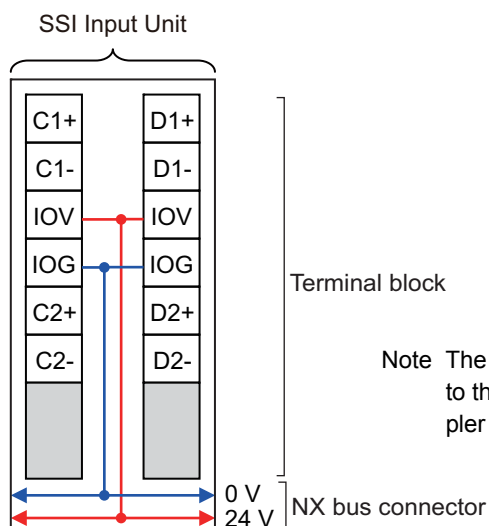 SSI Input Unit
C1+ D1+
C1- D1-
IOV IOV
IOG IOG
C2+ D2+
C2- D2-
Terminal block
Note The
to th
pler
0 V
24 V
NX bus connector